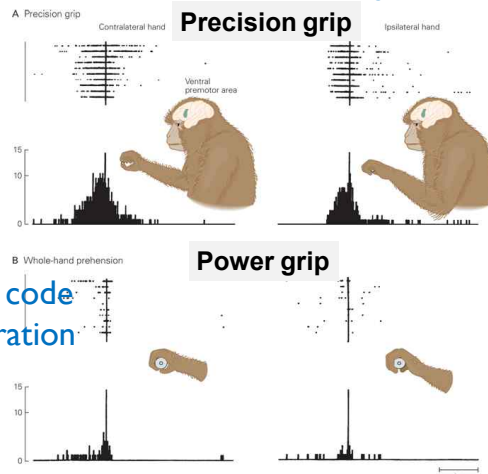 A Precision grip
Precision grip
Contralateral hand
Ipsilateral hand
Ventral
premotor area
15
10
0
B Whole-hand prehension
Power grip
code
ration
15
10
0